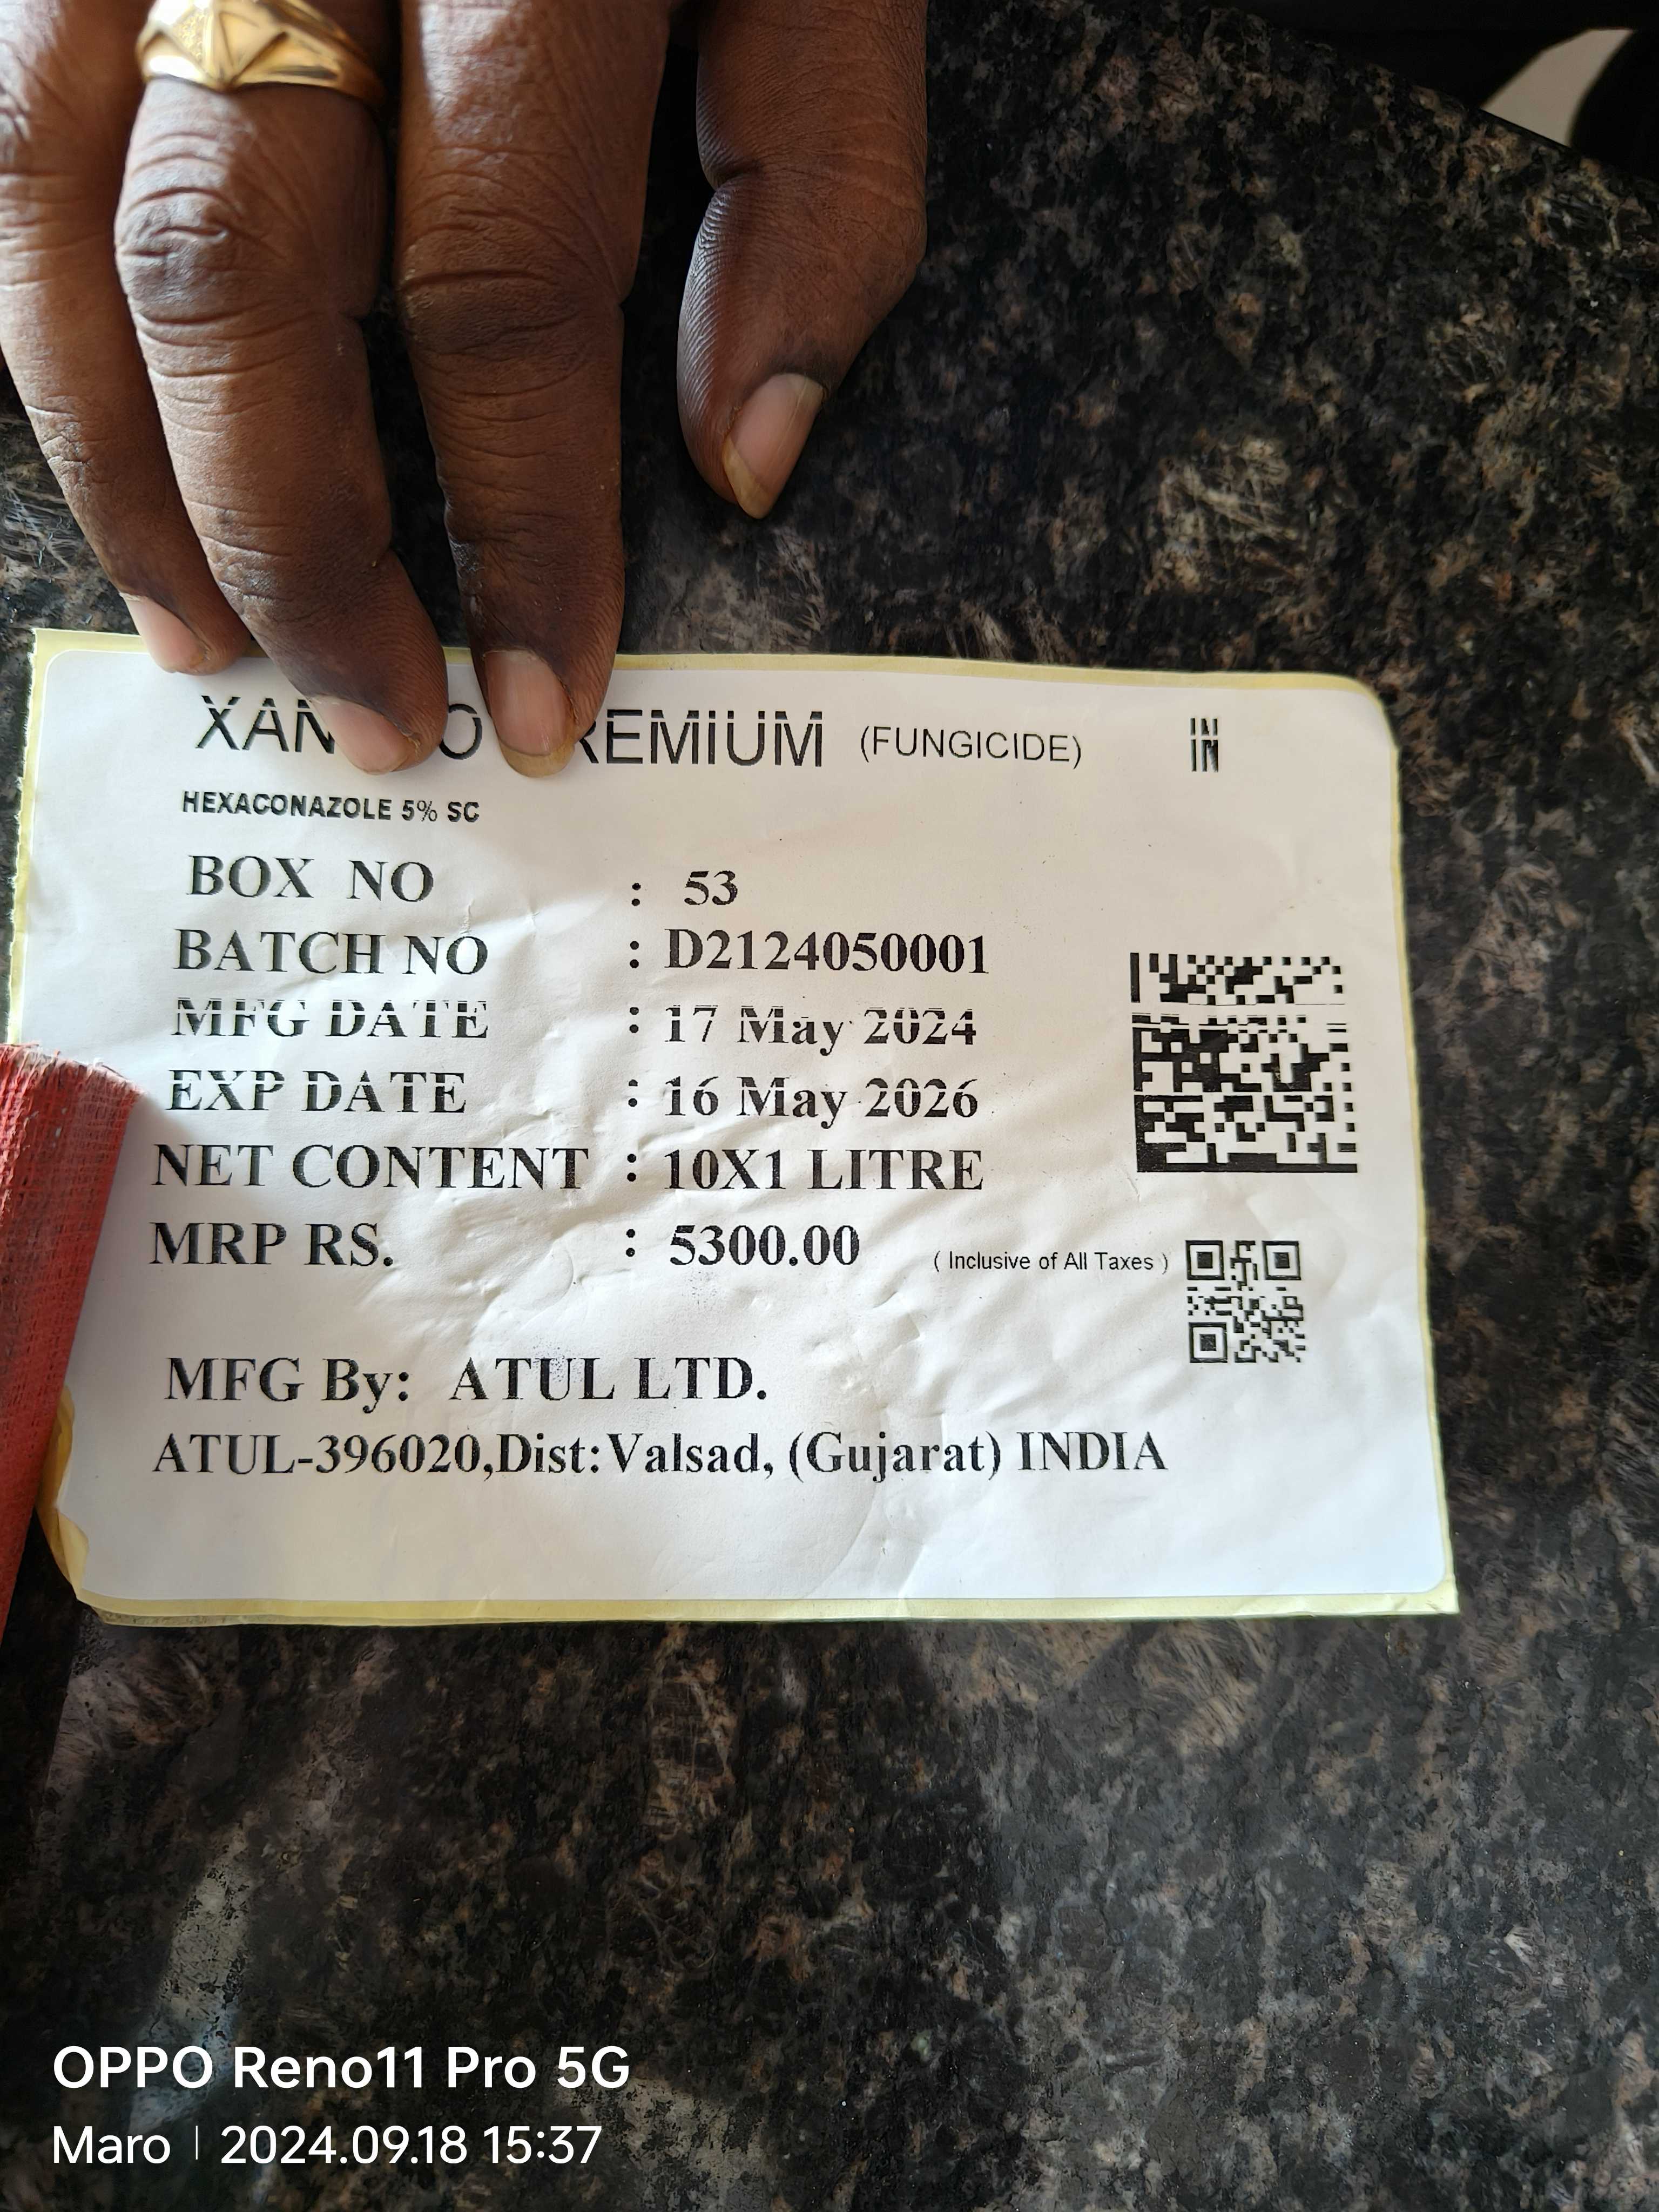 (FUNGICIDE)
IN
IN
HEXACONAZOLE 5% SC
BOX NO : 53
BATCH NO : D2124050001
MFG DATE : 17 May 2024
EXP DATE : 16 May 2026
NET CONTENT : 10X1 LITRE
MRP RS. : 5300.00 ( Inclusive of All Taxes )
MFG By: ATUL LTD.
ATUL-396020,Dist:Valsad, (Gujarat) INDIA
OPPO Reno11 Pro 5G
Maro | 2024.09.18 15:37